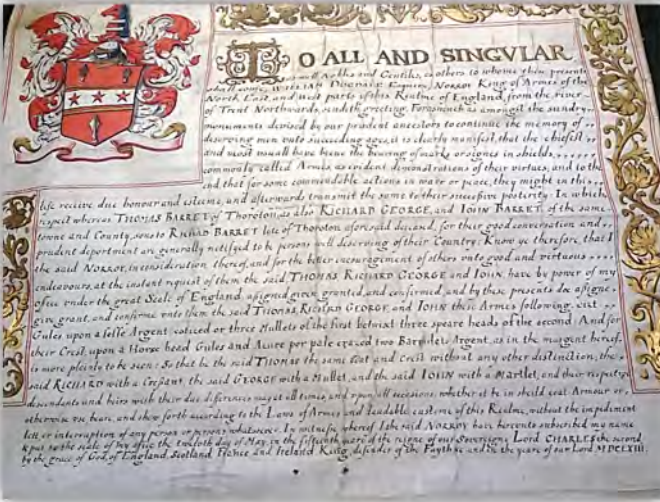 TO ALL AND SINGVLAR
as well Nobles and Gentils, as others to whome these presents
shall come, WILLIAM Esquire, NORROY King of Armes of the
North East, and West parts of this Realme of England, from the river
of Trent Northwards, sendith greeting. Forasmuch as amongst the sundry
monuments devised by our prudent ancestors to continue the memory of
deserving men unto succeeding ages, it is clearly manifest, that the chiefest
and most usuall have beene the bearing of markes or signes in shields,
commonly called Armes, as evident demonstrations of their virtues, and to the
end that for some commendable actions in warr or peace, they might in this
life receive due honour and esteeme, and afterwards transmit the same to their successive posterity: In which
respect whereas THOMAS BARRET of Thoroton, as also RICHARD GEORGE, and IOHN BARRET, of the same
towne and County, sons to RICHARD BARRET late of Thoroton aforesaid deceasd, for their good conversation and
prudent deportment are generally notifyed to be persons well deserving of their Country: Know ye therefore, that I
the said NORROY, in consideration thereof, and for the better incouragement of others unto good and virtuous
endeavours, at the instant request of them the said THOMAS RICHARD GEORGE and IOHN, have by power of my
office under the great Seale of England, assigned given granted, and confirmed, and by these presents doe assigne
give grant, and confirme unto them the said THOMAS RICHARD GEORGE, and IOHN these Armes following, vizt
Gules upon a fesse Argent coticed or three Mullets of the first betwixt three speare heads of the second: And for
their Crest, upon a Horse head Gules and Azure per pale erazed two Barrulets Argent, as in the margent hereof,
is more plainly to be seen: So that he the said THOMAS the same Coat and Crest without any other distinction, the
said RICHARD with a Cressant, the said GEORGE with a Mullet, and the said IOHN with a Martlet, and their respective
descendants and heirs with their due differences may at all times, and upon all occasions whether it be in sheild coat-Armour or
otherwise use beare, and shew forth according to the Laws of Armes and laudable customs of this Realme, without the impediment
lett or interruption of any person or persons whatsoever. In witnesse whereof I the said NORROY have hereunto subscribed my name
& put to the seale of my office the twelvth day of May, in the fifteenth yeare of the reigne of our Soveraigne Lord CHARLES the second
by the grace of God, of England, Scotland France and Ireland King, defender of the Faythe, and in the yeare of our Lord MDCLXIII.